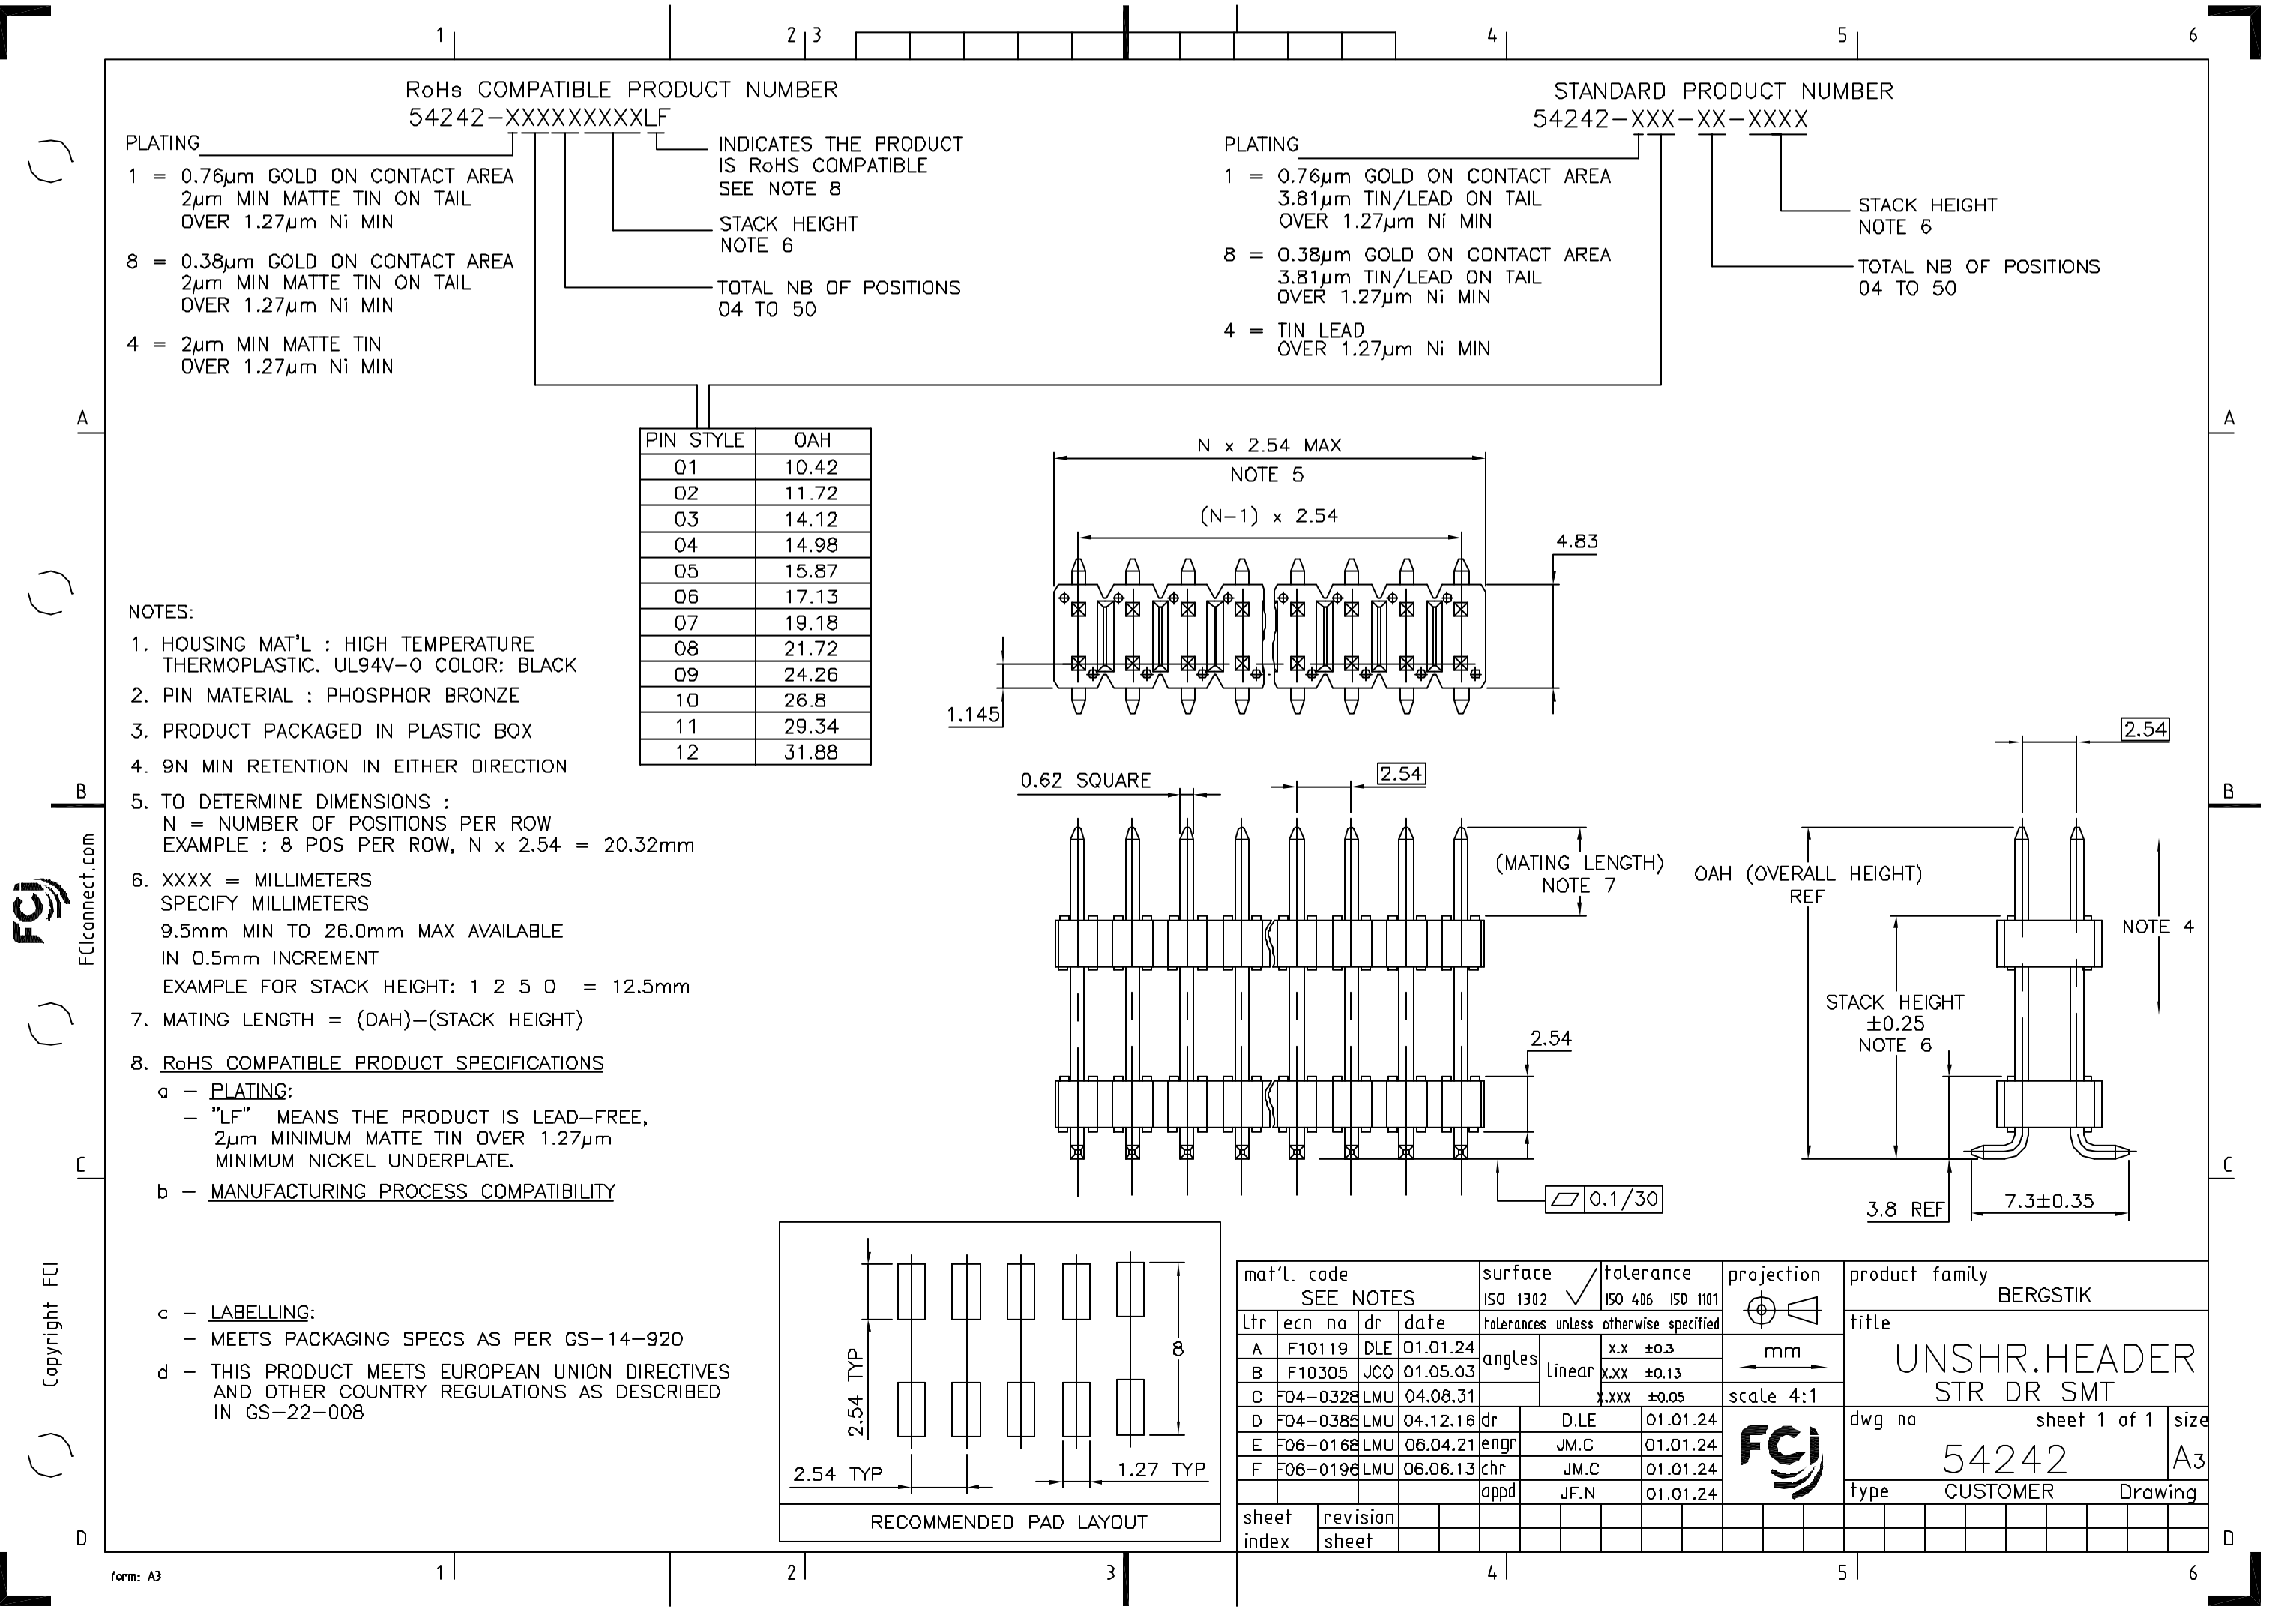 1 2 3 4 5 6
RoHs COMPATIBLE PRODUCT NUMBER
54242-XXXXXXXXXLF
PLATING
1 = 0.76µm GOLD ON CONTACT AREA
2µm MIN MATTE TIN ON TAIL
OVER 1.27µm Ni MIN
8 = 0.38µm GOLD ON CONTACT AREA
2µm MIN MATTE TIN ON TAIL
OVER 1.27µm Ni MIN
4 = 2µm MIN MATTE TIN
OVER 1.27µm Ni MIN
INDICATES THE PRODUCT
IS RoHS COMPATIBLE
SEE NOTE 8
STACK HEIGHT
NOTE 6
TOTAL NB OF POSITIONS
04 TO 50
STANDARD PRODUCT NUMBER
54242-XXX-XX-XXXX
PLATING
1 = 0.76µm GOLD ON CONTACT AREA
3.81µm TIN/LEAD ON TAIL
OVER 1.27µm Ni MIN
8 = 0.38µm GOLD ON CONTACT AREA
3.81µm TIN/LEAD ON TAIL
OVER 1.27µm Ni MIN
4 = TIN LEAD
OVER 1.27µm Ni MIN
STACK HEIGHT
NOTE 6
TOTAL NB OF POSITIONS
04 TO 50
A A
PIN STYLE OAH
01 10.42
02 11.72
03 14.12
04 14.98
05 15.87
06 17.13
07 19.18
08 21.72
09 24.26
10 26.8
11 29.34
12 31.88
N x 2.54 MAX
NOTE 5
(N-1) x 2.54
4.83
1.145
NOTES:
1. HOUSING MAT'L : HIGH TEMPERATURE
THERMOPLASTIC. UL94V-0 COLOR: BLACK
2. PIN MATERIAL : PHOSPHOR BRONZE
3. PRODUCT PACKAGED IN PLASTIC BOX
4. 9N MIN RETENTION IN EITHER DIRECTION
5. TO DETERMINE DIMENSIONS :
N = NUMBER OF POSITIONS PER ROW
EXAMPLE : 8 POS PER ROW, N x 2.54 = 20.32mm
6. XXXX = MILLIMETERS
SPECIFY MILLIMETERS
9.5mm MIN TO 26.0mm MAX AVAILABLE
IN 0.5mm INCREMENT
EXAMPLE FOR STACK HEIGHT: 1 2 5 0 = 12.5mm
7. MATING LENGTH = (OAH)-(STACK HEIGHT)
8. RoHS COMPATIBLE PRODUCT SPECIFICATIONS
a - PLATING:
- "LF" MEANS THE PRODUCT IS LEAD-FREE,
2µm MINIMUM MATTE TIN OVER 1.27µm
MINIMUM NICKEL UNDERPLATE.
b - MANUFACTURING PROCESS COMPATIBILITY
c - LABELLING:
- MEETS PACKAGING SPECS AS PER GS-14-920
d - THIS PRODUCT MEETS EUROPEAN UNION DIRECTIVES
AND OTHER COUNTRY REGULATIONS AS DESCRIBED
IN GS-22-008
B B
FCI
FCIconnect.com
Copyright FCI
0.62 SQUARE
2.54
(MATING LENGTH)
NOTE 7
2.54
0.1/30
2.54
OAH (OVERALL HEIGHT)
REF
NOTE 4
STACK HEIGHT
±0.25
NOTE 6
3.8 REF
7.3±0.35
C C
2.54 TYP
8
2.54 TYP
1.27 TYP
RECOMMENDED PAD LAYOUT
mat'l. code
SEE NOTES
surface
ISO 1302
tolerance
ISO 406 ISO 1101
projection
product family
BERGSTIK
ltr ecn no dr date
tolerances unless otherwise specified
A F10119 DLE 01.01.24
B F10305 JCO 01.05.03
C F04-0328 LMU 04.08.31
D F04-0385 LMU 04.12.16
E F06-0168 LMU 06.04.21
F F06-0196 LMU 06.06.13
angles
linear
x.x ±0.3
x.xx ±0.13
x.xxx ±0.05
dr D.LE 01.01.24
engr JM.C 01.01.24
chr JM.C 01.01.24
appd JF.N 01.01.24
mm
scale 4:1
FCI
title
UNSHR.HEADER
STR DR SMT
dwg no
sheet 1 of 1
size
54242
A3
type CUSTOMER Drawing
sheet index
revision
sheet
D D
form: A3
1 2 3 4 5 6